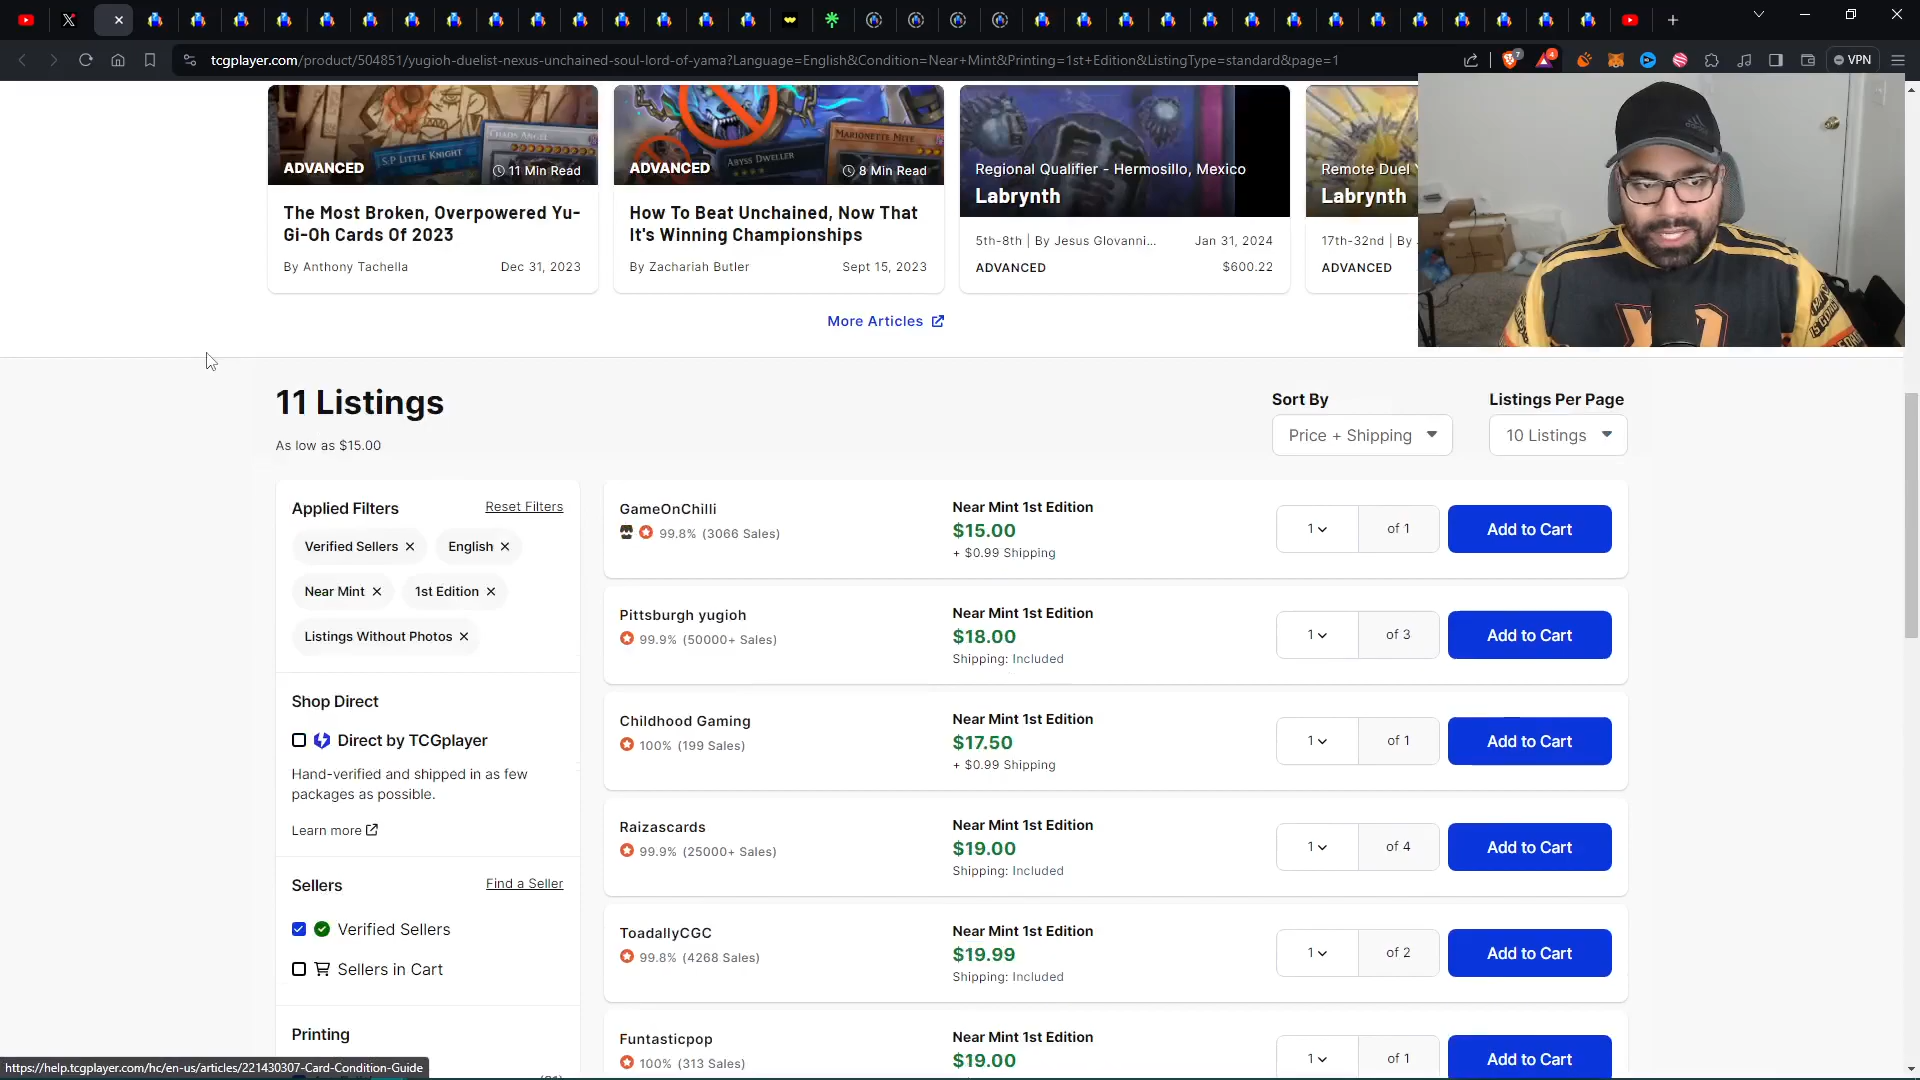 tcgplayer.com/product/504851/yugioh-duelist-nexus-unchained-soul-lord-of-yama?Language=English&Condition=Near+Mint&Printing=1st+Edition&ListingType=standard&page=1
7
4
VPN
CHAOS ANGEL
S.P LITTLE KNIGHT
ADVANCED
11 Min Read
The Most Broken, Overpowered Yu-
Gi-Oh Cards Of 2023
By Anthony Tachella
Dec 31, 2023
MARIONETTE MITE
ABYSS DWELLER
ADVANCED
8 Min Read
How To Beat Unchained, Now That
It's Winning Championships
By Zachariah Butler
Sept 15, 2023
Regional Qualifier - Hermosillo, Mexico
Labrynth
5th-8th | By Jesus GIovanni...
Jan 31, 2024
ADVANCED
$600.22
Remote Duel
Labrynth
17th-32nd | By
ADVANCED
More Articles
11 Listings
As low as $15.00
Sort By
Price + Shipping
Listings Per Page
10 Listings
Applied Filters
Reset Filters
Verified Sellers
English
Near Mint
1st Edition
Listings Without Photos
Shop Direct
Direct by TCGplayer
Hand-verified and shipped in as few
packages as possible.
Learn more
Sellers
Find a Seller
Verified Sellers
Sellers in Cart
Printing
GameOnChilli
99.8% (3066 Sales)
Near Mint 1st Edition
$15.00
+ $0.99 Shipping
1
of 1
Add to Cart
Pittsburgh yugioh
99.9% (50000+ Sales)
Near Mint 1st Edition
$18.00
Shipping: Included
1
of 3
Add to Cart
Childhood Gaming
100% (199 Sales)
Near Mint 1st Edition
$17.50
+ $0.99 Shipping
1
of 1
Add to Cart
Raizascards
99.9% (25000+ Sales)
Near Mint 1st Edition
$19.00
Shipping: Included
1
of 4
Add to Cart
ToadallyCGC
99.8% (4268 Sales)
Near Mint 1st Edition
$19.99
Shipping: Included
1
of 2
Add to Cart
Funtasticpop
100% (313 Sales)
Near Mint 1st Edition
$19.00
1
of 1
Add to Cart
https://help.tcgplayer.com/hc/en-us/articles/221430307-Card-Condition-Guide